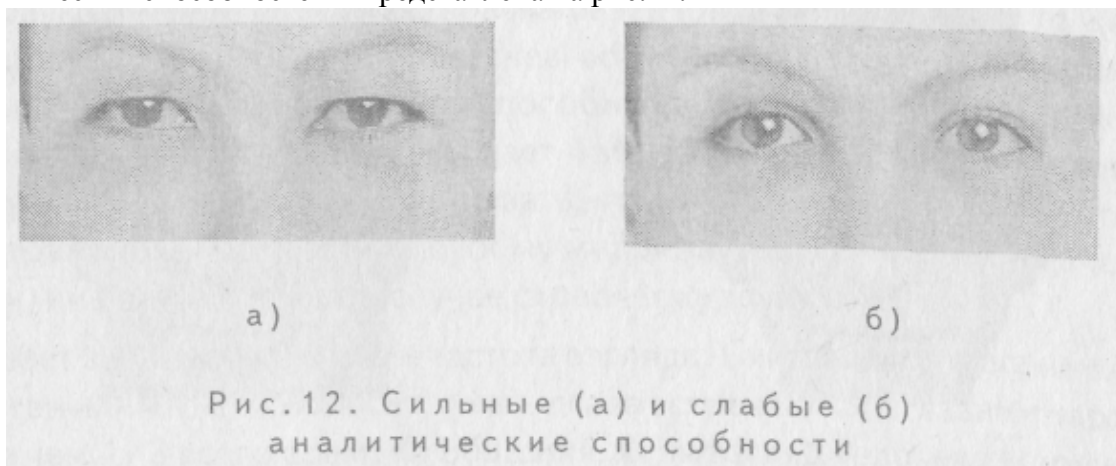 а)
б)
Рис.12. Сильные (а) и слабые (б)
аналитические способности